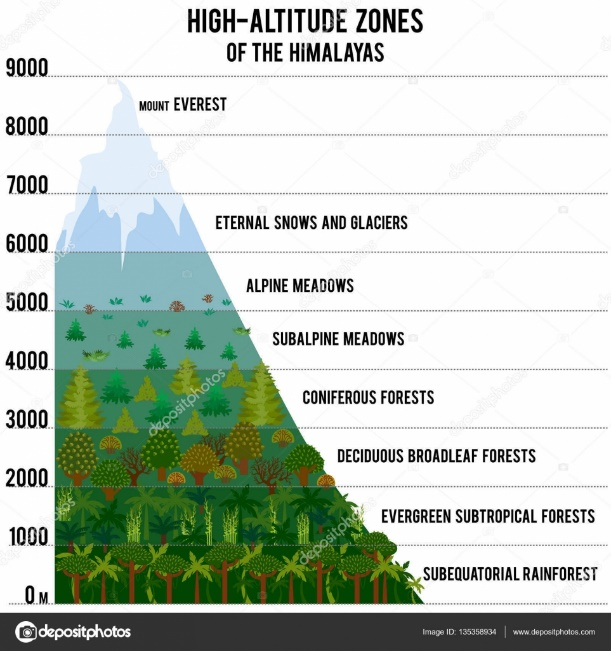 HIGH-ALTITUDE ZONES
OF THE HIMALAYAS
9000
MOUNT EVEREST
8000
7000
ETERNAL SNOWS AND GLACIERS
6000
ALPINE MEADOWS
5000
SUBALPINE MEADOWS
4000
CONIFEROUS FORESTS
3000
DECIDUOUS BROADLEAF FORESTS
2000
EVERGREEN SUBTROPICAL FORESTS
1000
SUBEQUATORIAL RAINFOREST
0 M
depositphotos
depositphotos
depositphotos
Image ID: 135358934 | www.depositphotos.com